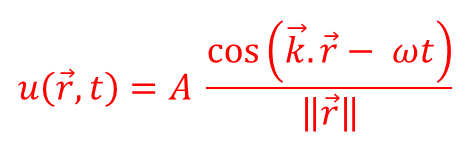 u(r⃗, t) = A cos(k⃗.r⃗ − ωt) / ‖r⃗‖